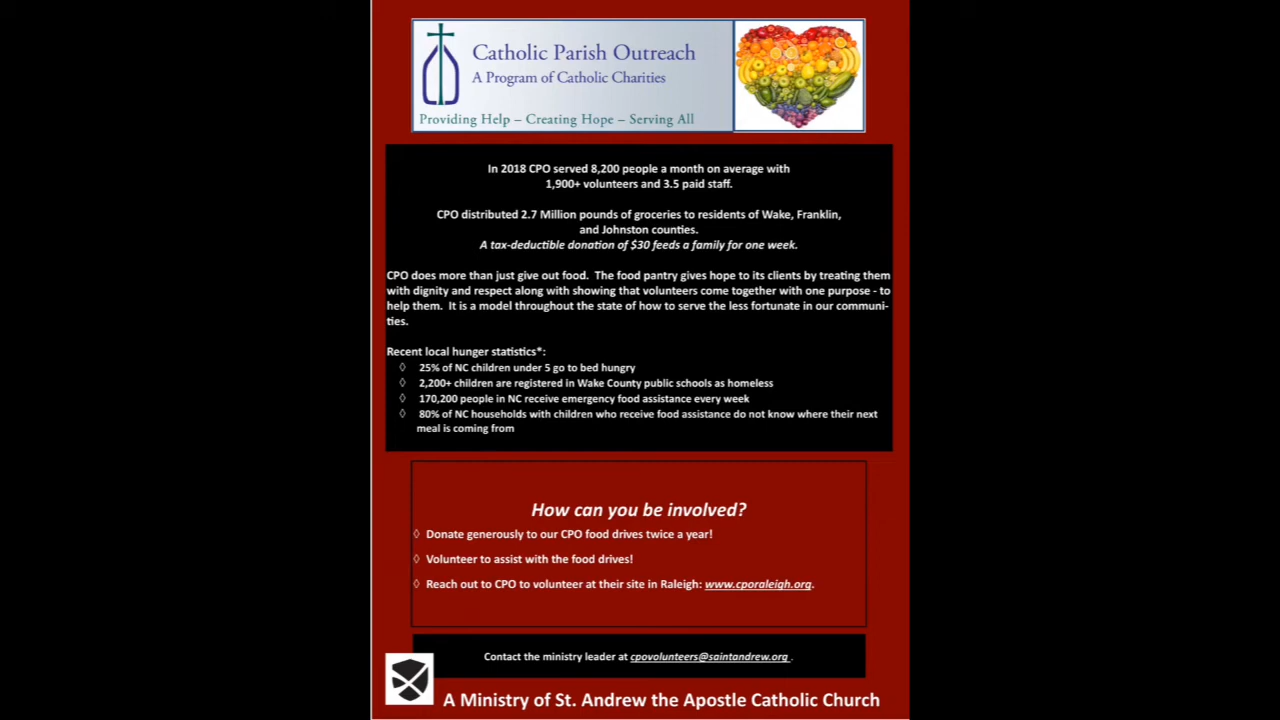 Catholic Parish Outreach
A Program of Catholic Charities
Providing Help – Creating Hope – Serving All
In 2018 CPO served 8,200 people a month on average with
1,900+ volunteers and 3.5 paid staff.
CPO distributed 2.7 Million pounds of groceries to residents of Wake, Franklin,
and Johnston counties.
A tax-deductible donation of $30 feeds a family for one week.
CPO does more than just give out food.  The food pantry gives hope to its clients by treating them
with dignity and respect along with showing that volunteers come together with one purpose - to
help them.  It is a model throughout the state of how to serve the less fortunate in our communi-
ties.
Recent local hunger statistics*:
◊ 25% of NC children under 5 go to bed hungry
◊ 2,200+ children are registered in Wake County public schools as homeless
◊ 170,200 people in NC receive emergency food assistance every week
◊ 80% of NC households with children who receive food assistance do not know where their next
meal is coming from
How can you be involved?
◊ Donate generously to our CPO food drives twice a year!
◊ Volunteer to assist with the food drives!
◊ Reach out to CPO to volunteer at their site in Raleigh: www.cporaleigh.org.
Contact the ministry leader at cpovolunteers@saintandrew.org .
A Ministry of St. Andrew the Apostle Catholic Church